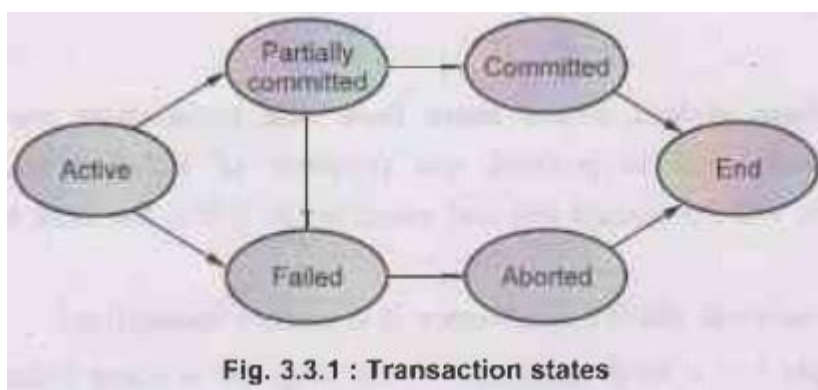 Partially
committed
Committed
Active
End
Failed
Aborted
Fig. 3.3.1 : Transaction states